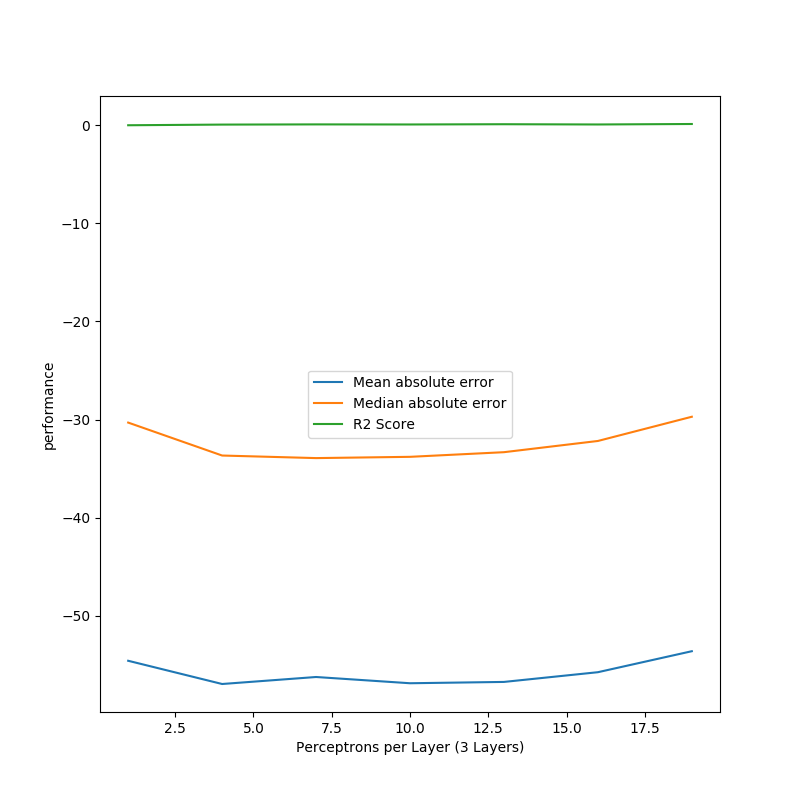 0
−10
−20
−30
−40
−50
performance
Mean absolute error
Median absolute error
R2 Score
2.5 5.0 7.5 10.0 12.5 15.0 17.5
Perceptrons per Layer (3 Layers)